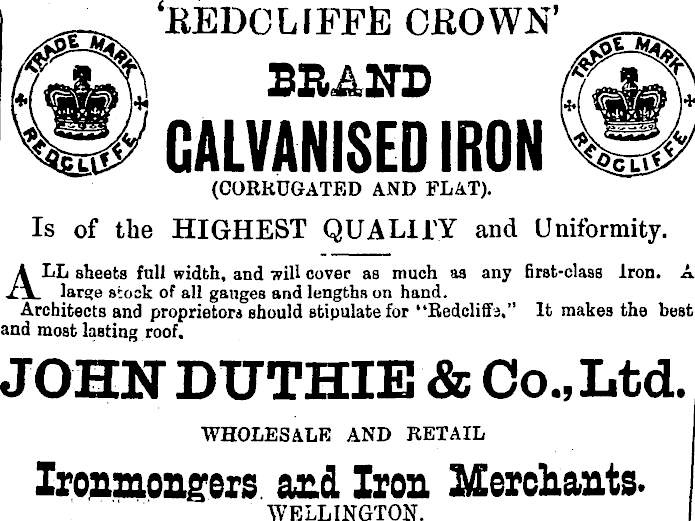 'REDCLIFFE CROWN'
TRADE MARK
REDCLIFFE
TRADE MARK
REDCLIFFE
BRAND
GALVANISED IRON
(CORRUGATED AND FLAT).
Is of the HIGHEST QUALITY and Uniformity.
ALL sheets full width, and will cover as much as any first-class Iron. A
large stock of all gauges and lengths on hand.
Architects and proprietors should stipulate for "Redcliffe." It makes the best
and most lasting roof.
JOHN DUTHIE & Co., Ltd.
WHOLESALE AND RETAIL
Ironmongers and Iron Merchants.
WELLINGTON.